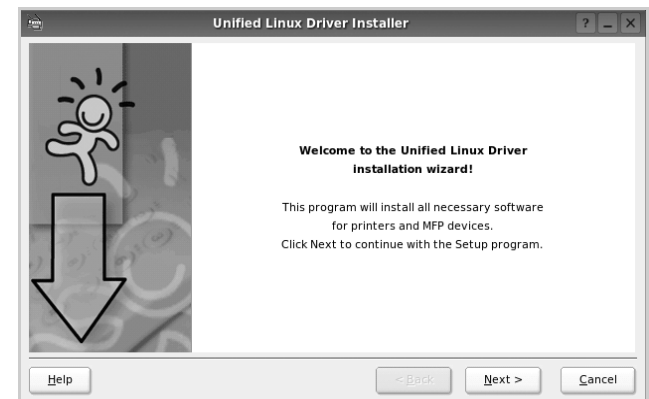 Unified Linux Driver Installer
Welcome to the Unified Linux Driver
installation wizard!
This program will install all necessary software
for printers and MFP devices.
Click Next to continue with the Setup program.
Help
< Back
Next >
Cancel